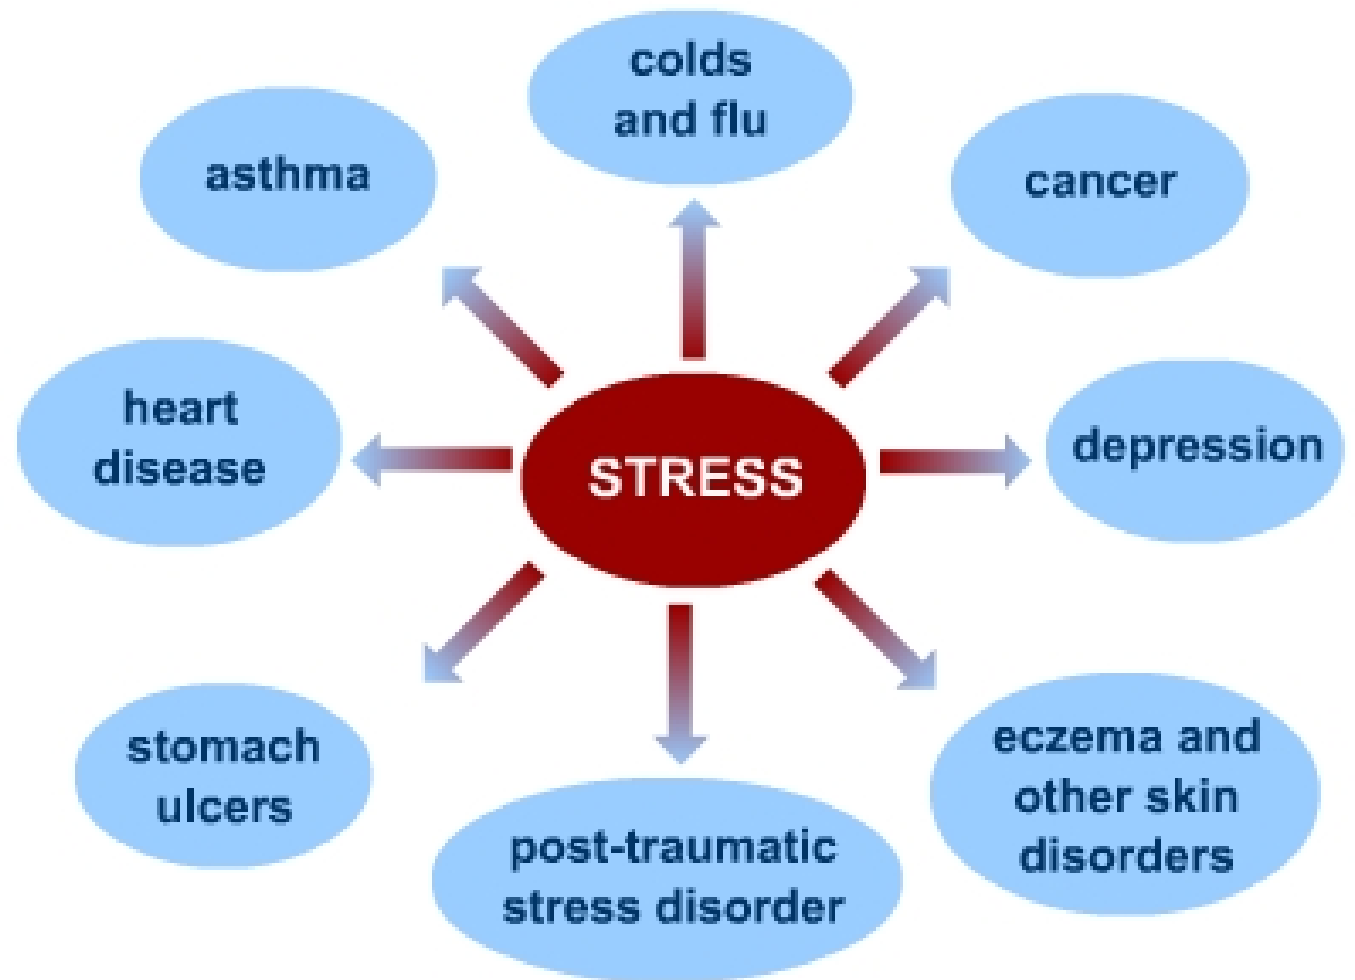 colds
and flu
asthma
cancer
heart
disease
STRESS
depression
stomach
ulcers
post-traumatic
stress disorder
eczema and
other skin
disorders